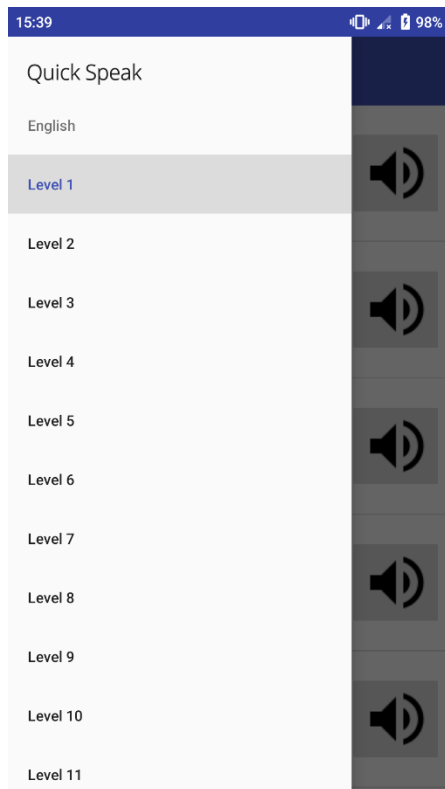 15:39 98%
Quick Speak
English
Level 1
Level 2
Level 3
Level 4
Level 5
Level 6
Level 7
Level 8
Level 9
Level 10
Level 11